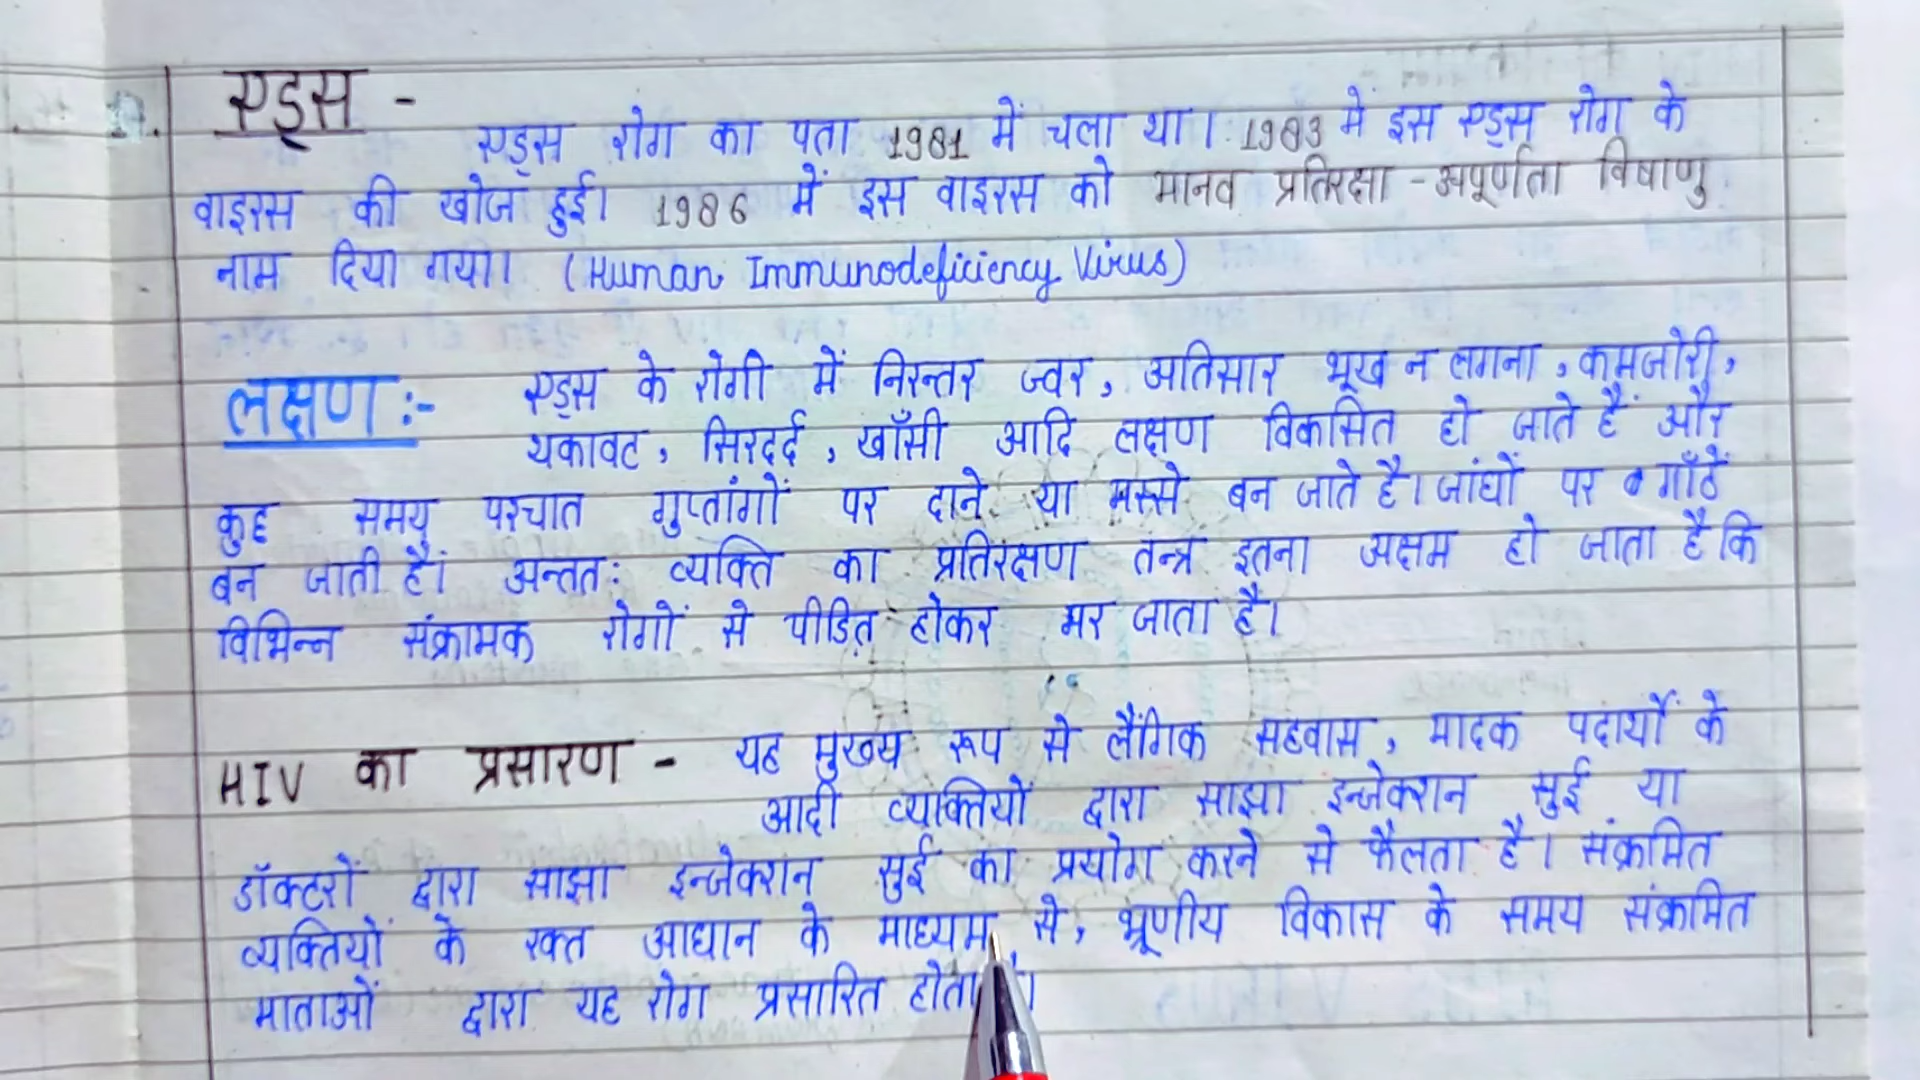 एड्स -
एड्स रोग का पता 1981 में चला था। 1983 में इस एड्स रोग के
वाइरस की खोज हुई। 1986 में इस वाइरस को मानव प्रतिरक्षा - अपूर्णता विषाणु
नाम दिया गया। (Human Immunodeficiency Virus)
लक्षण :- एड्स के रोगी में निरन्तर ज्वर, अतिसार भूख न लगना, कमजोरी,
थकावट, सिरदर्द, खाँसी आदि लक्षण विकसित हो जाते हैं और
कुछ समय पश्चात गुप्तांगों पर दाने या मस्से बन जाते है। जांघों पर गाँठें
बन जाती हैं। अन्तत: व्यक्ति का प्रतिरक्षण तन्त्र इतना अक्षम हो जाता है कि
विभिन्न संक्रामक रोगों से पीडित होकर मर जाता है।
HIV का प्रसारण - यह मुख्य रूप से लैंगिक सहवास, मादक पदार्थों के
आदी व्यक्तियों द्वारा साझा इन्जेक्शन सुई या
डॉक्टरों द्वारा साझा इन्जेक्शन सुई का प्रयोग करने से फैलता है। संक्रमित
व्यक्तियों के रक्त आधान के माध्यम से, भ्रूणीय विकास के समय संक्रमित
माताओं द्वारा यह रोग प्रसारित होता है।